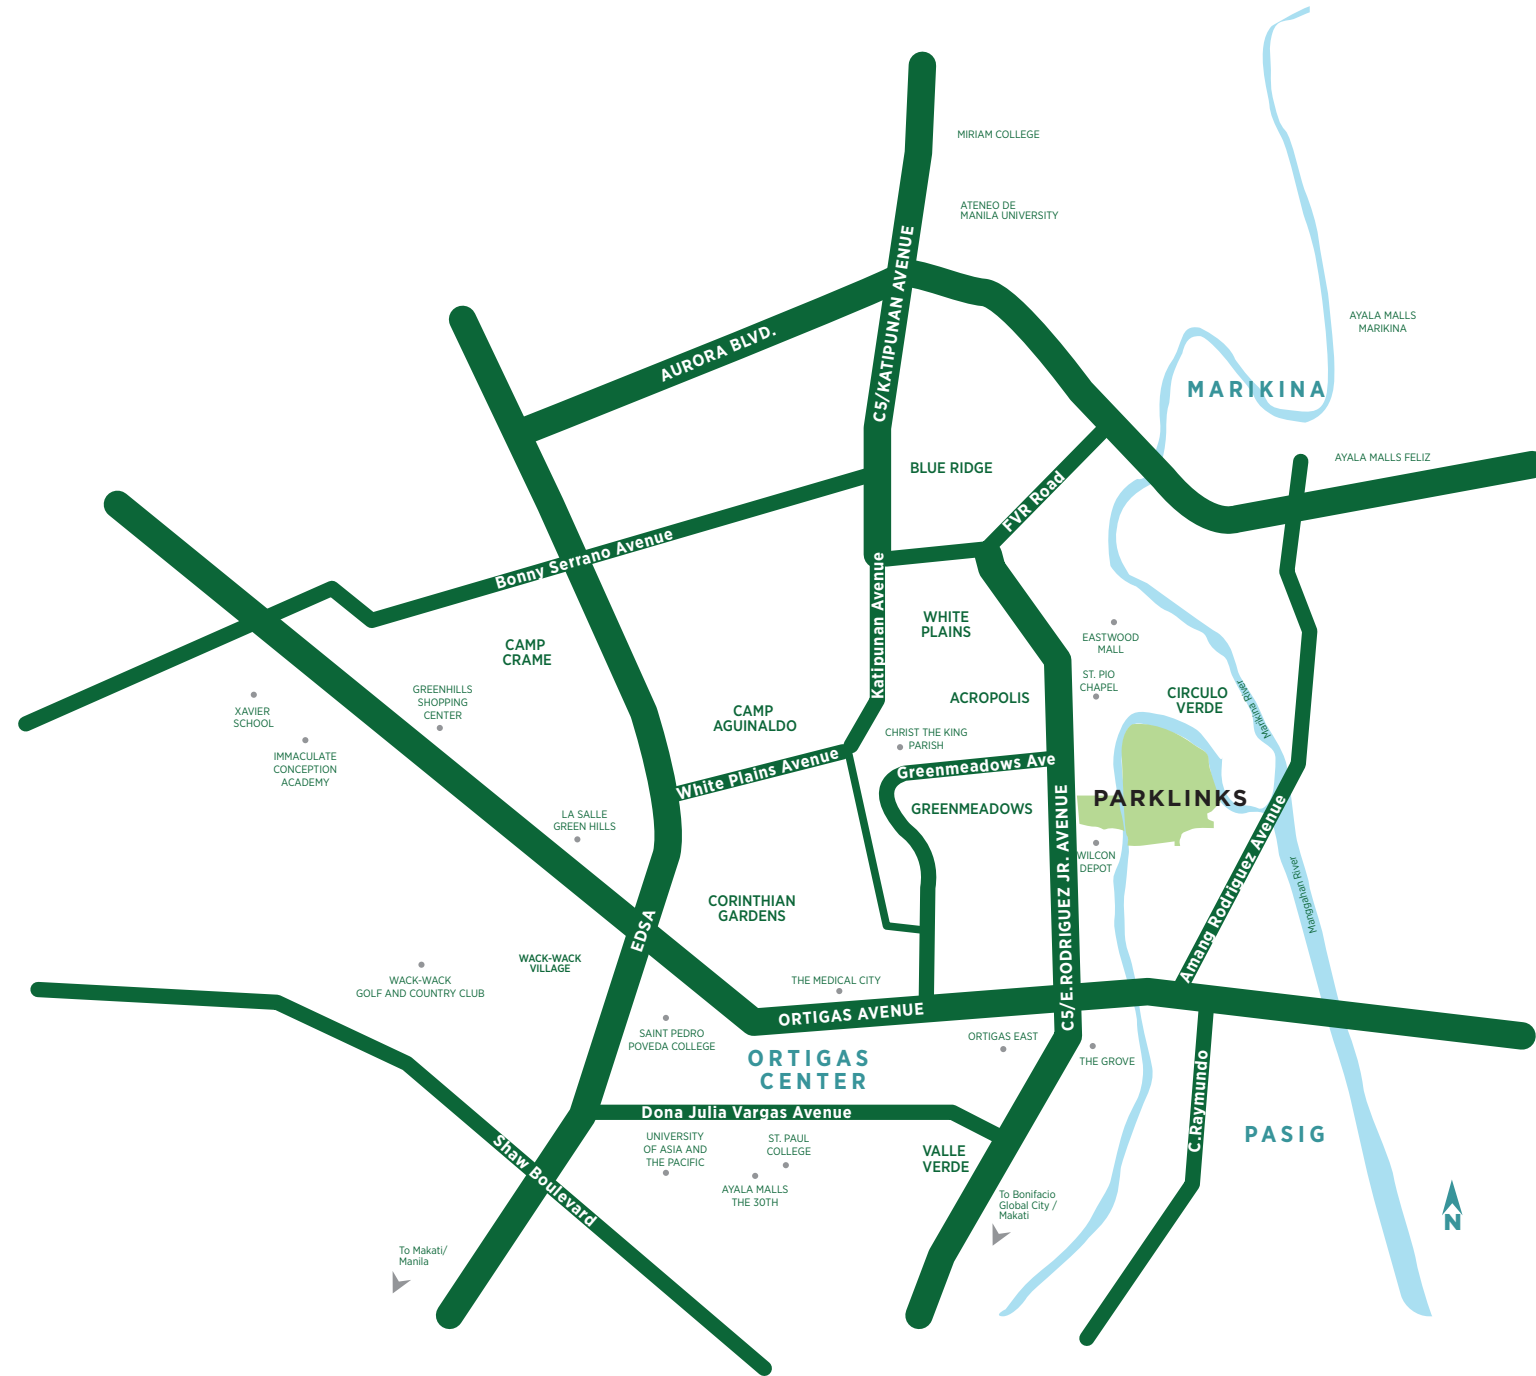 MIRIAM COLLEGE
ATENEO DE
MANILA UNIVERSITY
C5/KATIPUNAN AVENUE
AURORA BLVD.
AYALA MALLS
MARIKINA
MARIKINA
AYALA MALLS FELIZ
BLUE RIDGE
FVR Road
Bonny Serrano Avenue
Katipunan Avenue
WHITE
PLAINS
EASTWOOD
MALL
CAMP
CRAME
ST. PIO
CHAPEL
CIRCULO
VERDE
Marikina River
ACROPOLIS
GREENHILLS
SHOPPING
CENTER
XAVIER
SCHOOL
CAMP
AGUINALDO
CHRIST THE KING
PARISH
IMMACULATE
CONCEPTION
ACADEMY
White Plains Avenue
Greenmeadows Ave
PARKLINKS
GREENMEADOWS
LA SALLE
GREEN HILLS
C5/E.RODRIGUEZ JR. AVENUE
WILCON
DEPOT
Amang Rodriguez Avenue
Manggahan River
CORINTHIAN
GARDENS
EDSA
WACK-WACK
VILLAGE
WACK-WACK
GOLF AND COUNTRY CLUB
THE MEDICAL CITY
ORTIGAS AVENUE
SAINT PEDRO
POVEDA COLLEGE
ORTIGAS EAST
THE GROVE
ORTIGAS
CENTER
Dona Julia Vargas Avenue
C.Raymundo
PASIG
UNIVERSITY
OF ASIA AND
THE PACIFIC
ST. PAUL
COLLEGE
VALLE
VERDE
Shaw Boulevard
AYALA MALLS
THE 30TH
To Bonifacio
Global City /
Makati
N
To Makati/
Manila